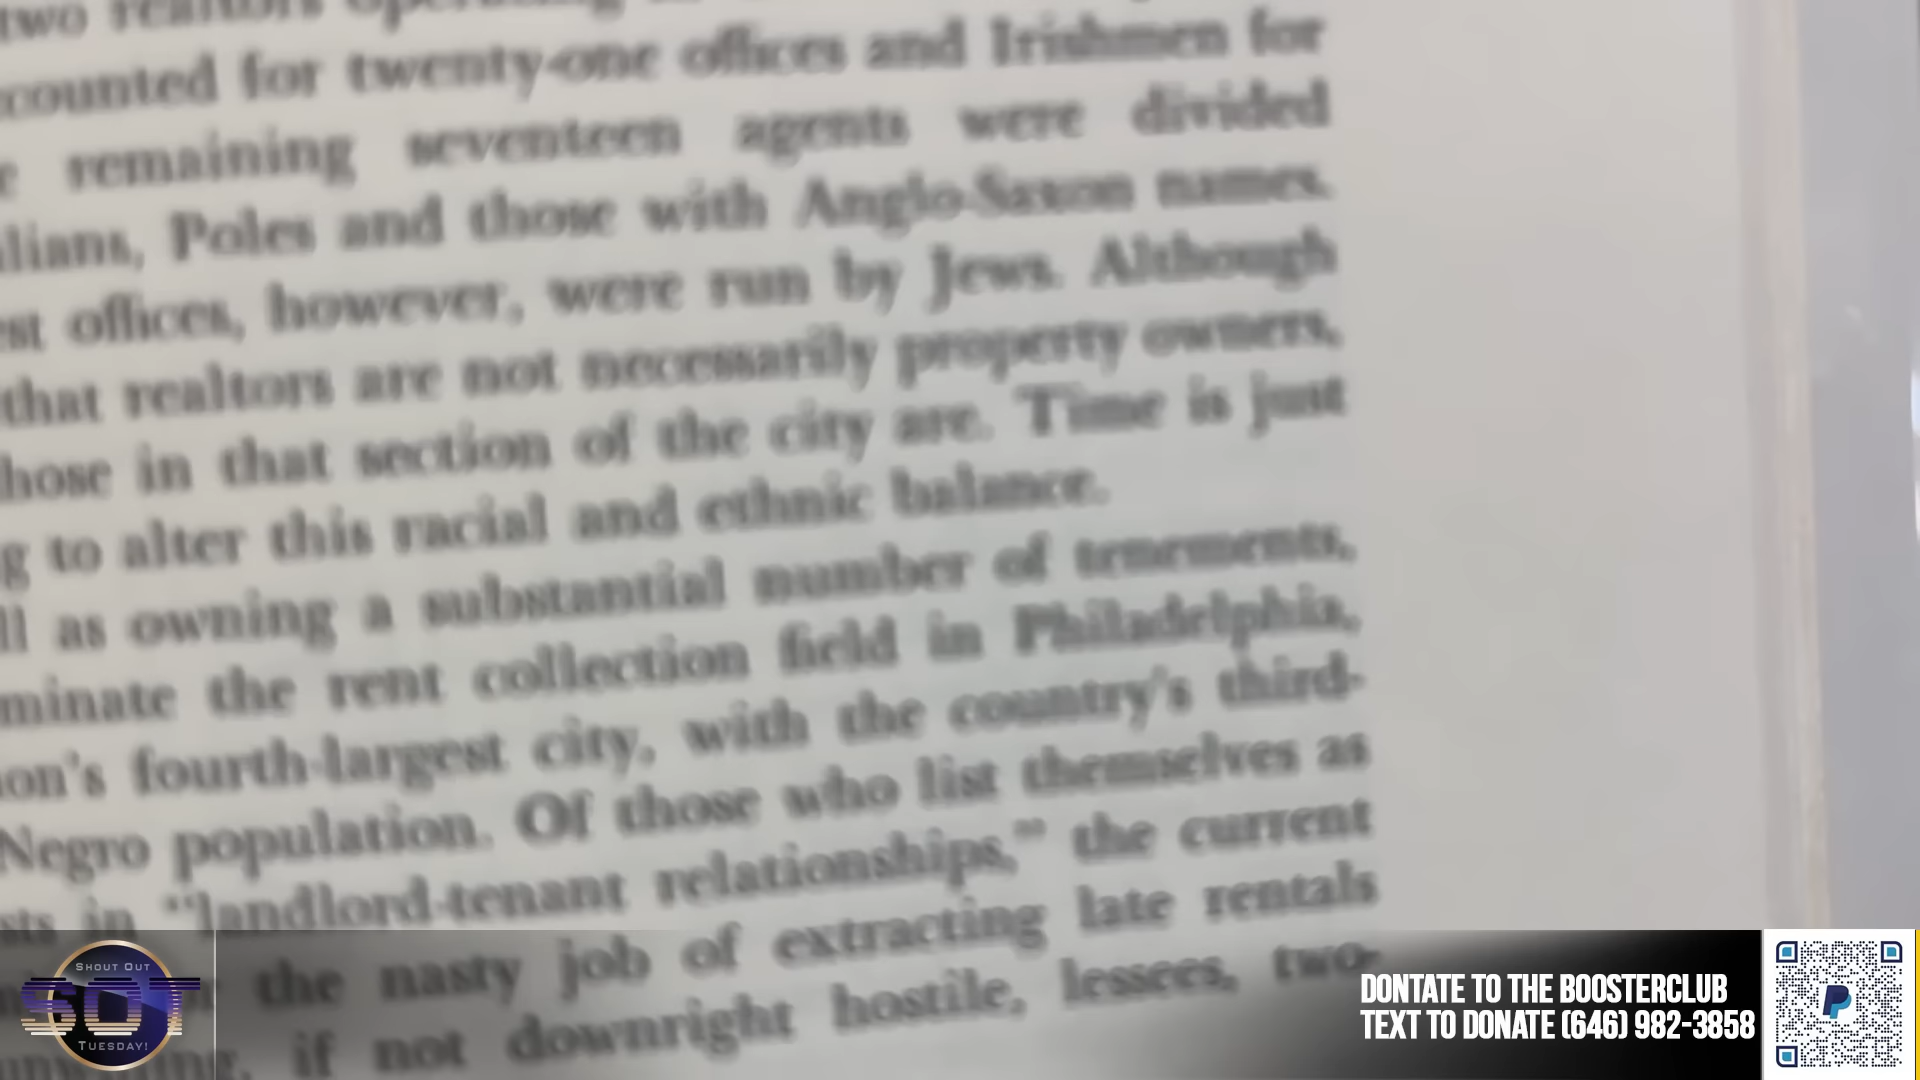 two realtors operating
counted for twenty-one offices and Irishmen for
remaining seventeen agents were divided
lians, Poles and those with Anglo-Saxon names.
est offices, however, were run by Jews. Although
that realtors are not necessarily property owners,
hose in that section of the city are. Time is just
g to alter this racial and ethnic balance.
ll as owning a substantial number of tenements,
minate the rent collection field in Philadelphia,
on's fourth-largest city, with the country's third-
Negro population. Of those who list themselves as
sts in "landlord-tenant relationships," the current
the nasty job of extracting late rentals
if not downright hostile, lessees, two-
SHOUT OUT
SOT
TUESDAY!
DONTATE TO THE BOOSTERCLUB
TEXT TO DONATE (646) 982-3858